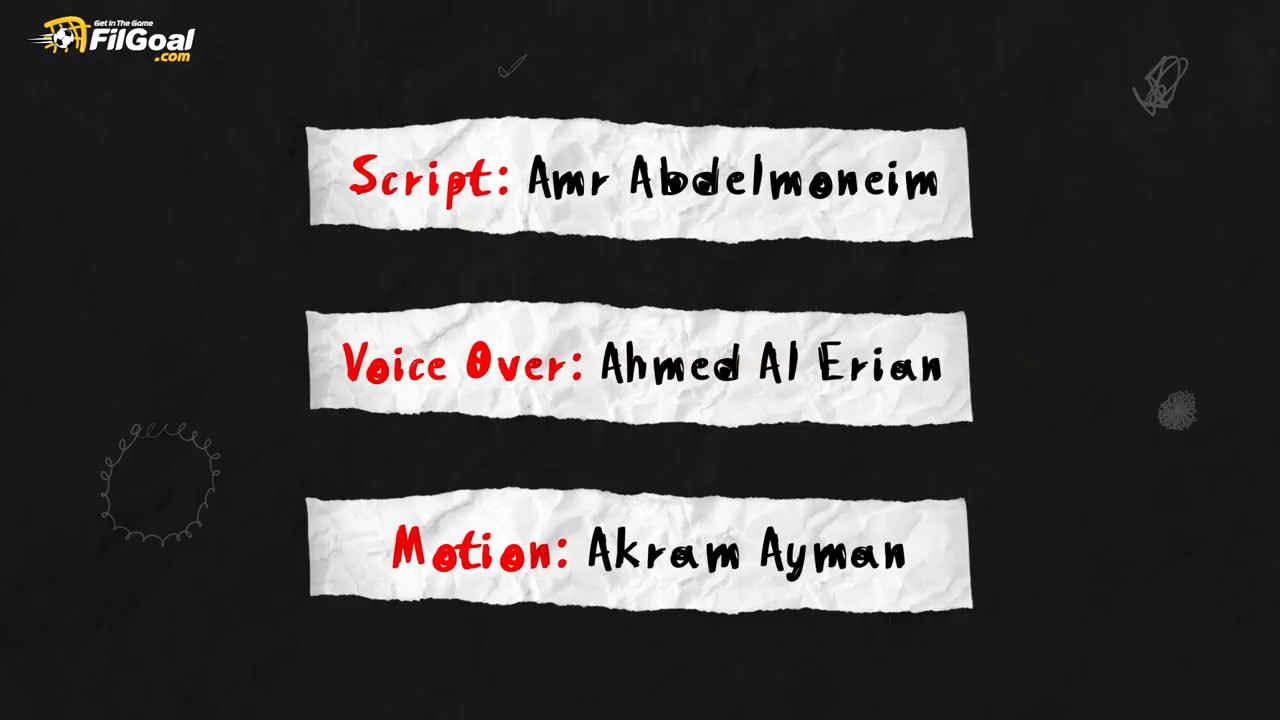 Get In The Game
FilGoal
.com
Script: Amr Abdelmoneim
Voice Over: Ahmed Al Erian
Motion: Akram Ayman